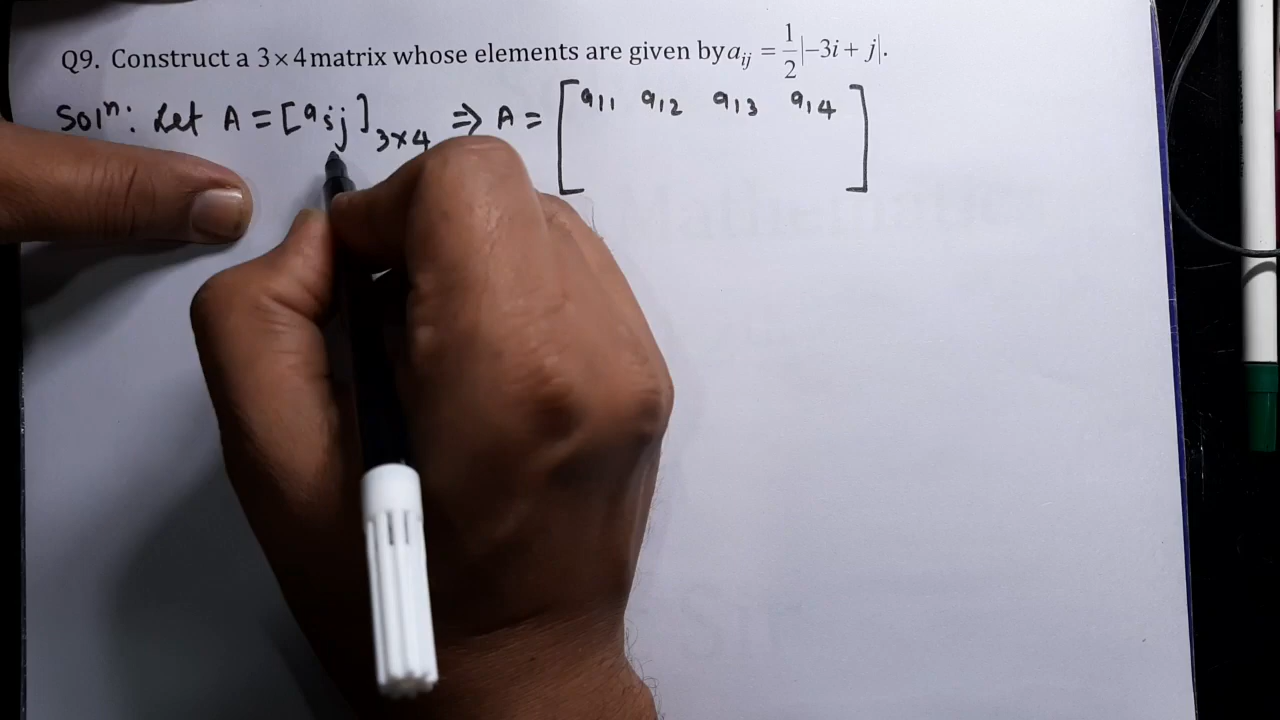 Q9. Construct a 3×4 matrix whose elements are given by a_ij = 1/2|−3i + j|.
Solⁿ: Let A = [a_ij]_3×4 ⇒ A = [a_11 a_12 a_13 a_14]